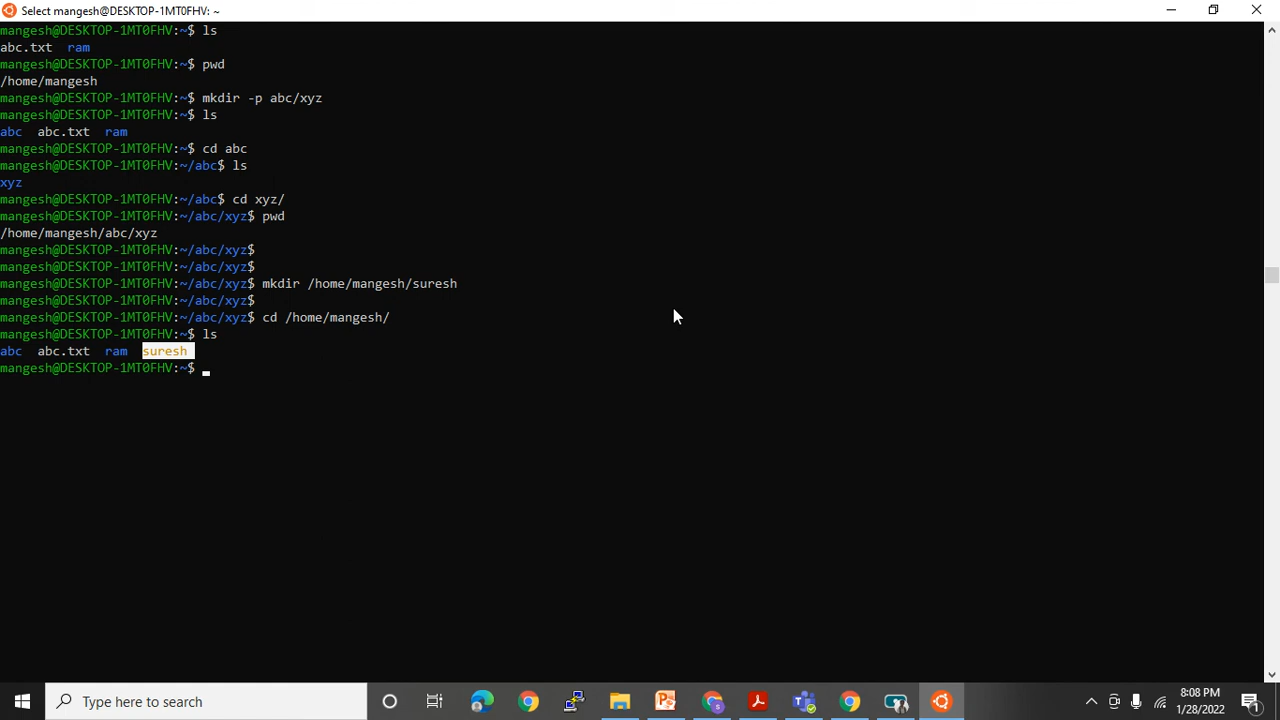 Select mangesh@DESKTOP-1MT0FHV: ~
mangesh@DESKTOP-1MT0FHV:~$ ls
abc.txt  ram
mangesh@DESKTOP-1MT0FHV:~$ pwd
/home/mangesh
mangesh@DESKTOP-1MT0FHV:~$ mkdir -p abc/xyz
mangesh@DESKTOP-1MT0FHV:~$ ls
abc  abc.txt  ram
mangesh@DESKTOP-1MT0FHV:~$ cd abc
mangesh@DESKTOP-1MT0FHV:~/abc$ ls
xyz
mangesh@DESKTOP-1MT0FHV:~/abc$ cd xyz/
mangesh@DESKTOP-1MT0FHV:~/abc/xyz$ pwd
/home/mangesh/abc/xyz
mangesh@DESKTOP-1MT0FHV:~/abc/xyz$
mangesh@DESKTOP-1MT0FHV:~/abc/xyz$
mangesh@DESKTOP-1MT0FHV:~/abc/xyz$ mkdir /home/mangesh/suresh
mangesh@DESKTOP-1MT0FHV:~/abc/xyz$
mangesh@DESKTOP-1MT0FHV:~/abc/xyz$ cd /home/mangesh/
mangesh@DESKTOP-1MT0FHV:~$ ls
abc  abc.txt  ram  suresh
mangesh@DESKTOP-1MT0FHV:~$
Type here to search
8:08 PM
1/28/2022